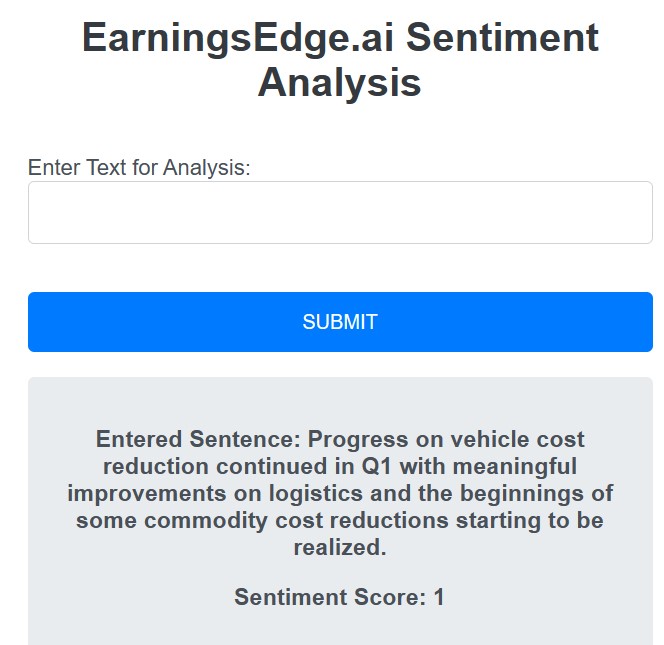 EarningsEdge.ai Sentiment
Analysis
Enter Text for Analysis:
SUBMIT
Entered Sentence: Progress on vehicle cost
reduction continued in Q1 with meaningful
improvements on logistics and the beginnings of
some commodity cost reductions starting to be
realized.
Sentiment Score: 1